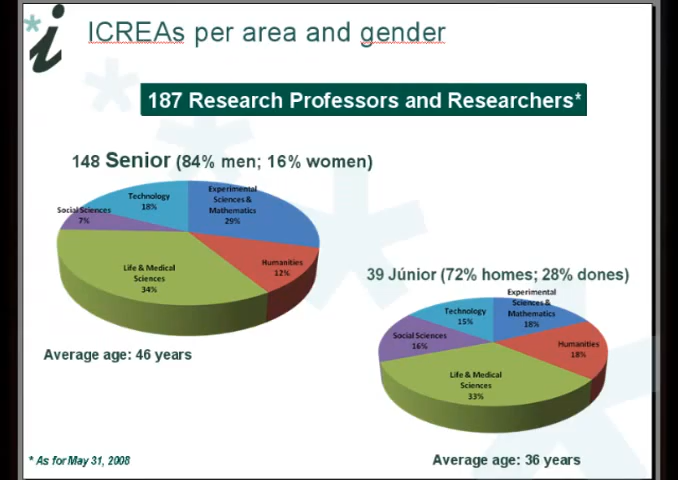 ICREAs per area and gender
187 Research Professors and Researchers*
148 Senior (84% men; 16% women)
Technology
18%
Experimental
Sciences &
Mathematics
29%
Social Sciences
7%
Humanities
12%
Life & Medical
Sciences
34%
Average age: 46 years
39 Júnior (72% homes; 28% dones)
Experimental
Sciences &
Mathematics
18%
Technology
15%
Social Sciences
16%
Humanities
18%
Life & Medical
Sciences
33%
Average age: 36 years
* As for May 31, 2008